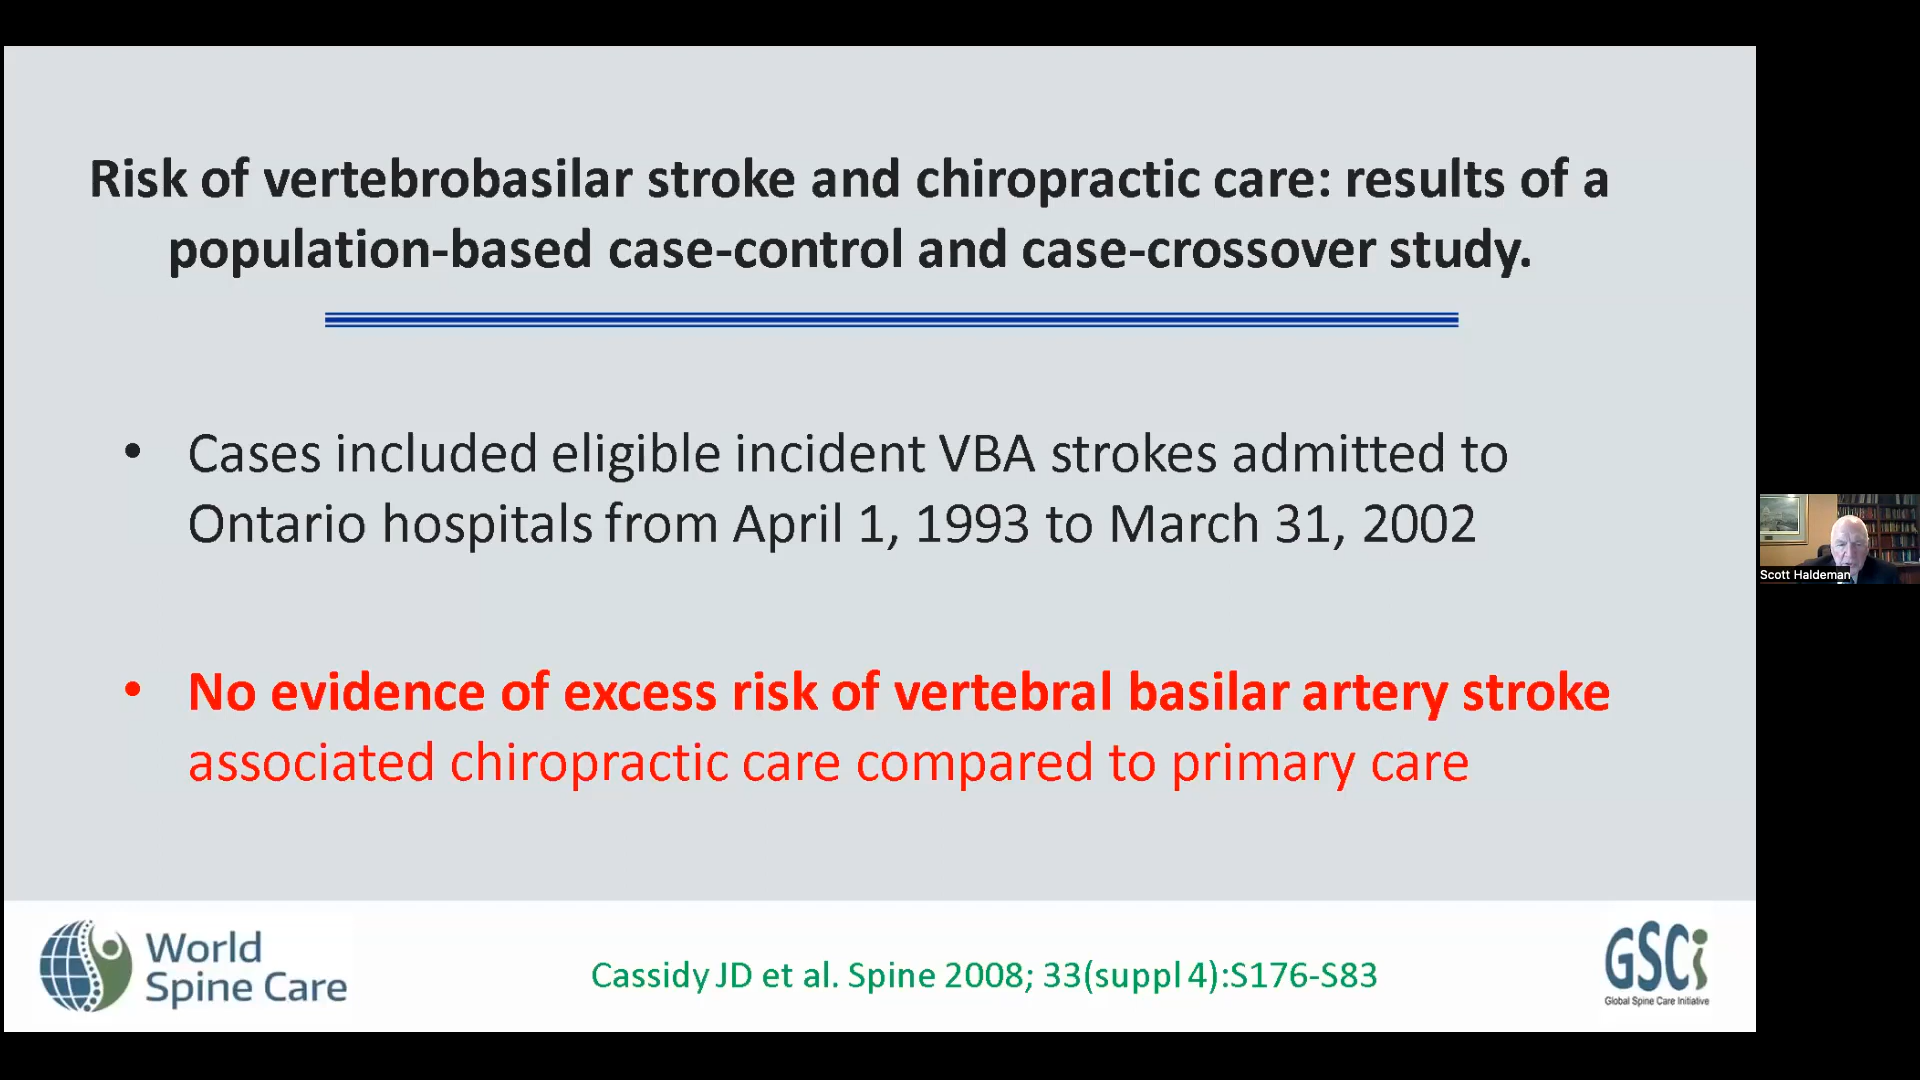 Risk of vertebrobasilar stroke and chiropractic care: results of a
population-based case-control and case-crossover study.
• Cases included eligible incident VBA strokes admitted to
Ontario hospitals from April 1, 1993 to March 31, 2002
• No evidence of excess risk of vertebral basilar artery stroke
associated chiropractic care compared to primary care
Scott Haldeman
World
Spine Care
Cassidy JD et al. Spine 2008; 33(suppl 4):S176-S83
GSCi
Global Spine Care Initiative